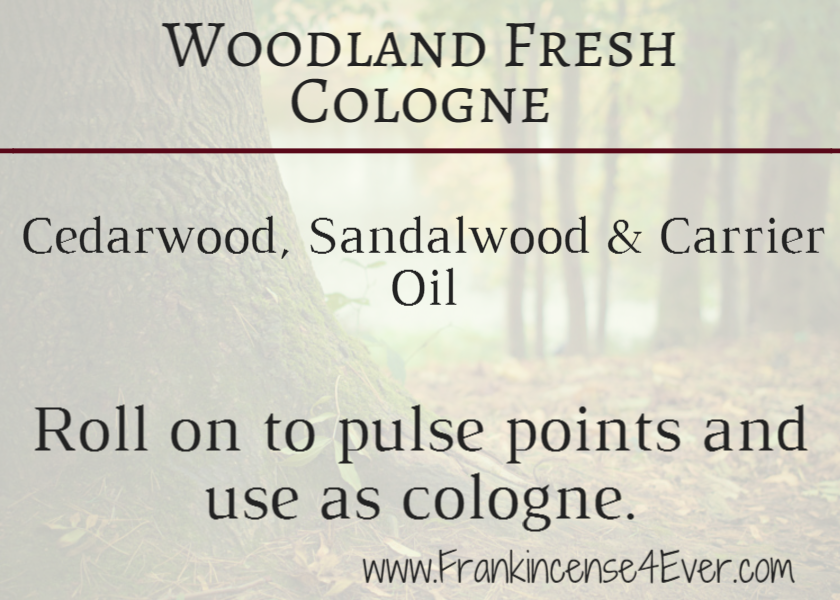 Woodland Fresh
Cologne
Cedarwood, Sandalwood & Carrier
Oil
Roll on to pulse points and
use as cologne.
www.Frankincense4Ever.com